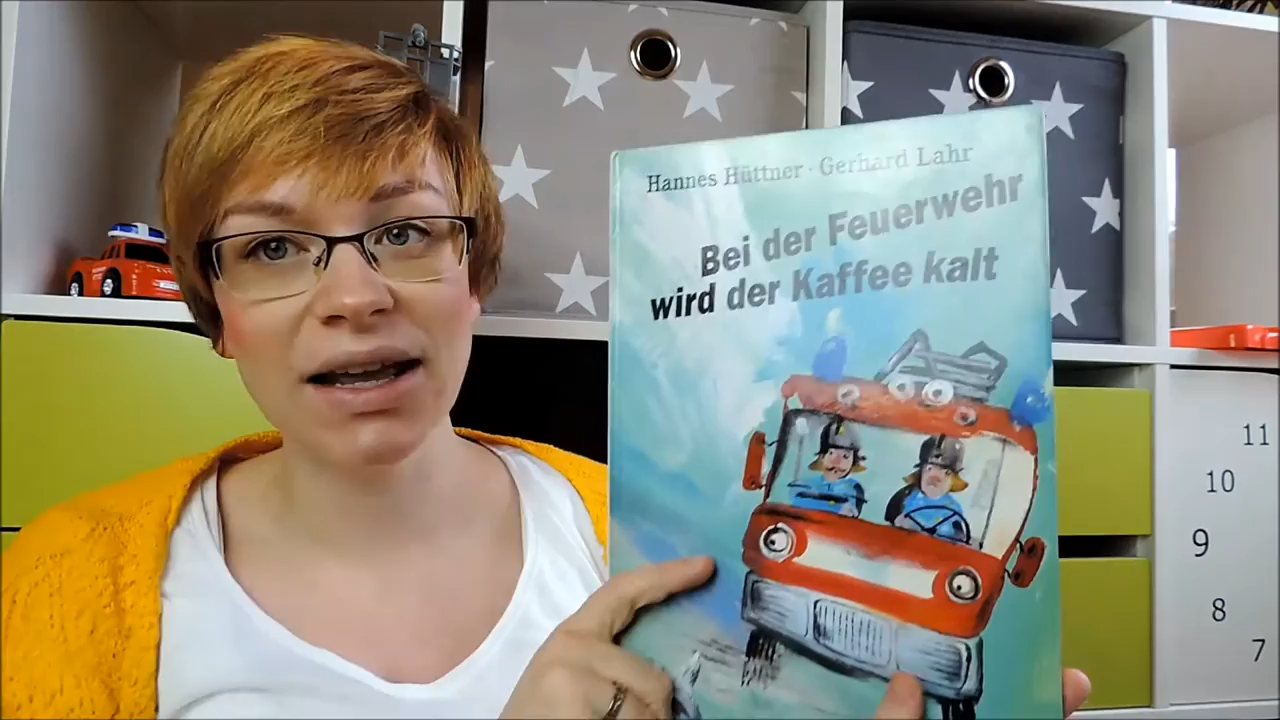 Hannes Hüttner · Gerhard Lahr
Bei der Feuerwehr
wird der Kaffee kalt
11
10
9
8
7